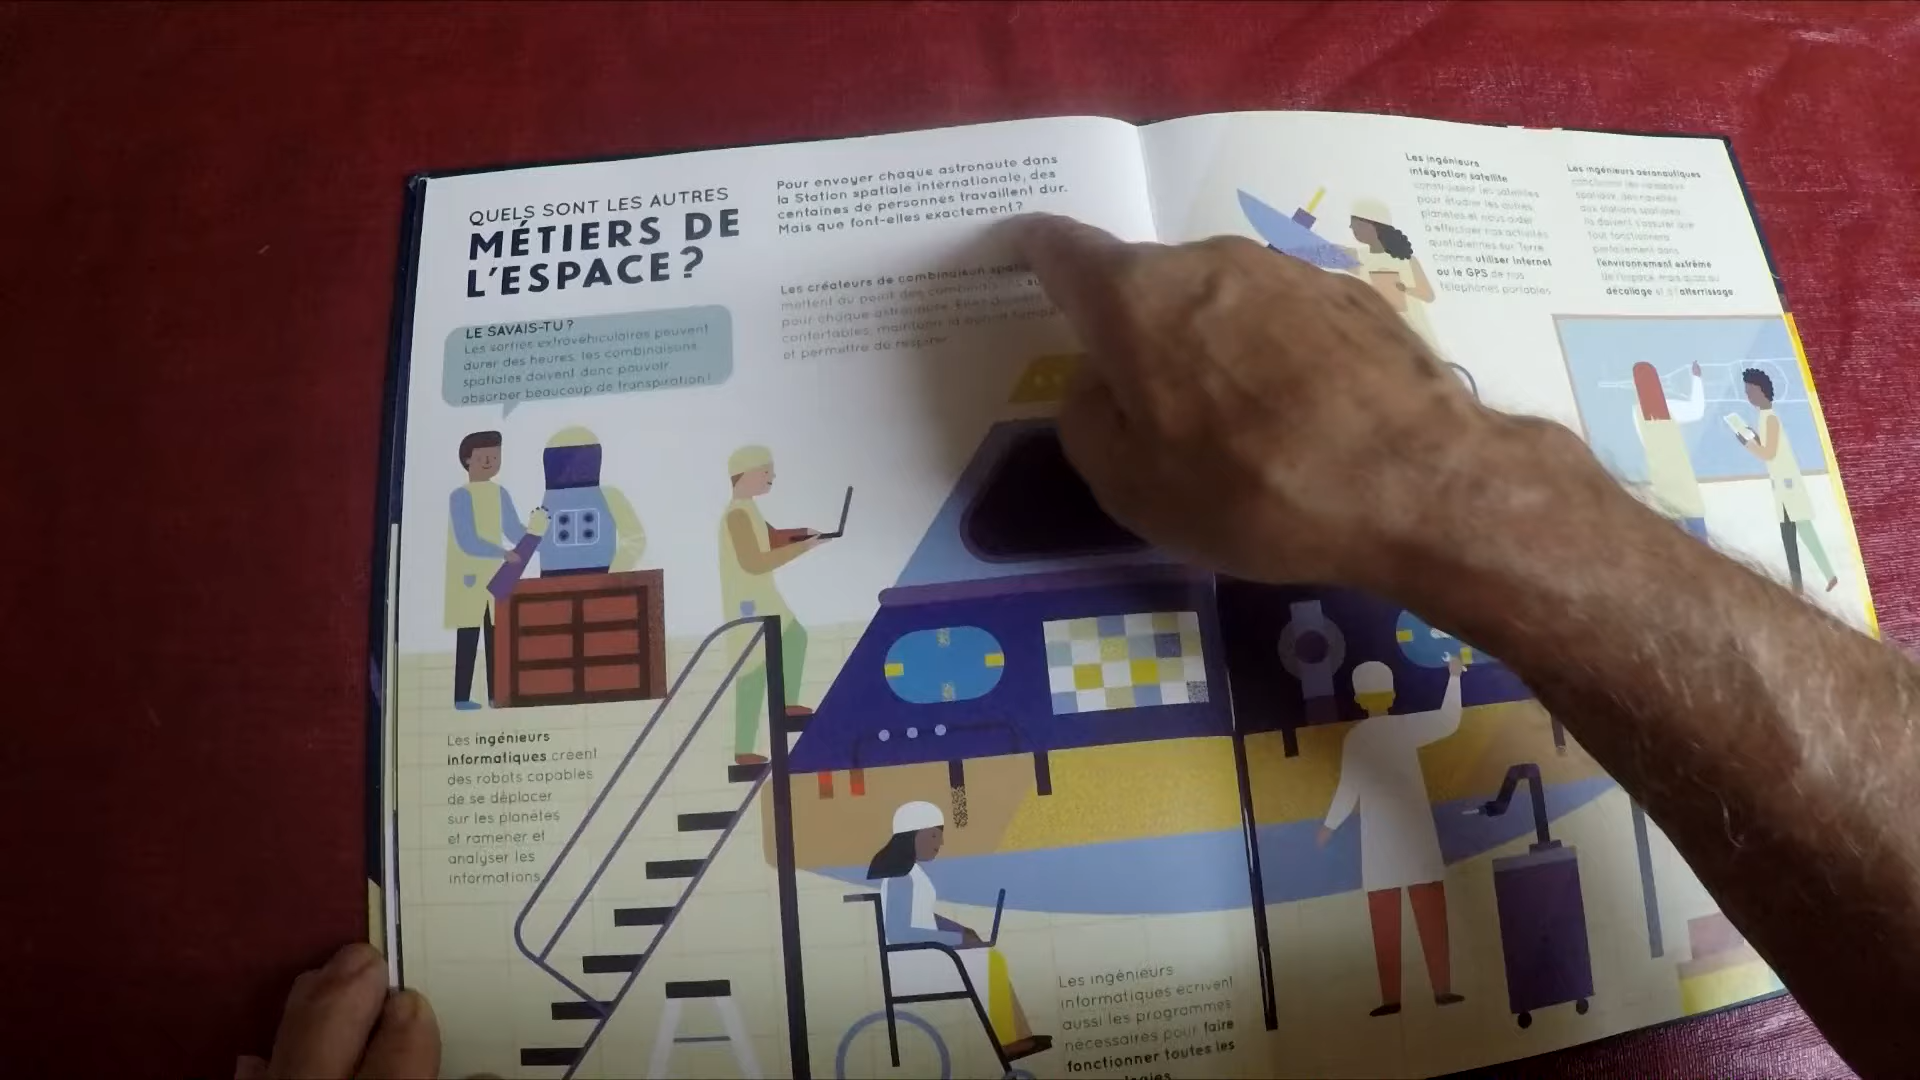 QUELS SONT LES AUTRES
MÉTIERS DE
L'ESPACE ?
Pour envoyer chaque astronaute dans
la Station spatiale internationale, des
centaines de personnes travaillent dur.
Mais que font-elles exactement ?
LE SAVAIS-TU ?
Les sorties extravéhiculaires peuvent
durer des heures, les combinaisons
spatiales doivent donc pouvoir
absorber beaucoup de transpiration !
Les créateurs de combinaison
mettent au point des combinaisons
pour chaque astronaute. Elles doivent
confortables, maintenir la bonne
et permettre de respirer.
Les ingénieurs
informatiques créent
des robots capables
de se déplacer
sur les planètes
et ramener et
analyser les
informations.
Les ingénieurs
informatiques écrivent
aussi les programmes
nécessaires pour faire
fonctionner toutes les
Les ingénieurs
intégration satellite
construisent les satellites
pour étudier les autres
planètes et nous aider
à effectuer nos activités
quotidiennes sur Terre
comme utiliser Internet
ou le GPS de nos
téléphones portables.
Les ingénieurs aéronautiques
conçoivent les vaisseaux
spatiaux, des navettes
aux stations spatiales.
Ils doivent s'assurer que
tout fonctionnera
parfaitement dans
l'environnement extrême
de l'espace, mais aussi au
décollage et à l'atterrissage.